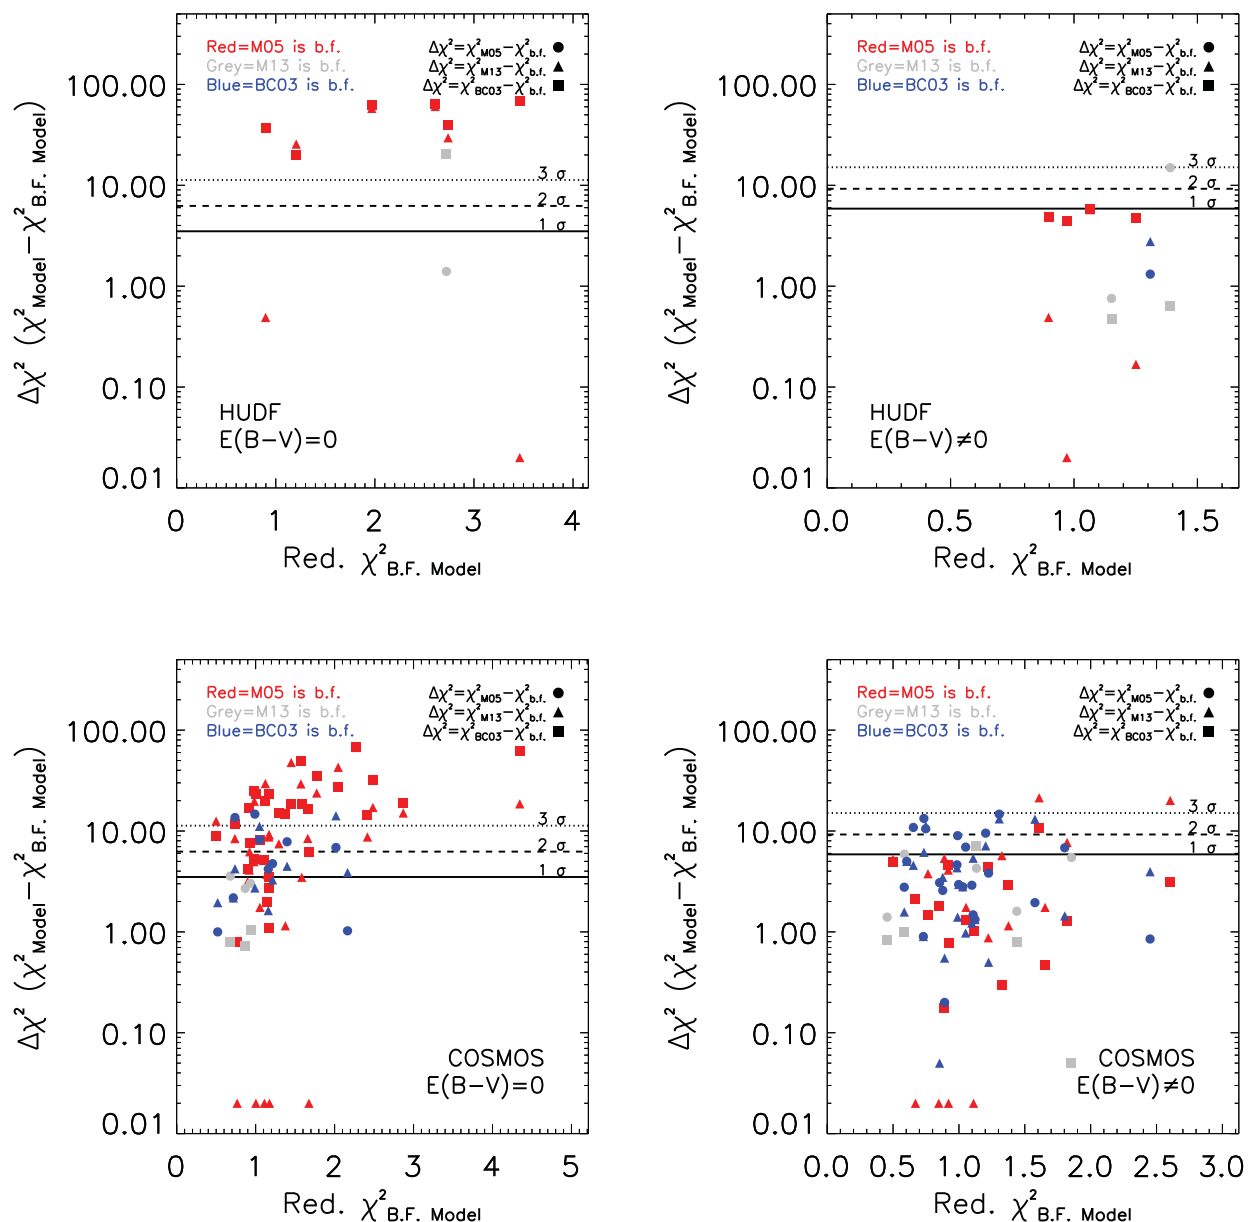 Red=M05 is b.f.
Grey=M13 is b.f.
Blue=BC03 is b.f.
Δχ²=χ²M05−χ²b.f.
Δχ²=χ²M13−χ²b.f.
Δχ²=χ²BC03−χ²b.f.
100.00
10.00
1.00
0.10
0.01
3 σ
2 σ
1 σ
HUDF
E(B−V)=0
0 1 2 3 4
Red. χ²B.F. Model
Δχ² (χ²Model−χ²B.F. Model)
Red=M05 is b.f.
Grey=M13 is b.f.
Blue=BC03 is b.f.
Δχ²=χ²M05−χ²b.f.
Δχ²=χ²M13−χ²b.f.
Δχ²=χ²BC03−χ²b.f.
100.00
10.00
1.00
0.10
0.01
3 σ
2 σ
1 σ
HUDF
E(B−V)≠0
0.0 0.5 1.0 1.5
Red. χ²B.F. Model
Δχ² (χ²Model−χ²B.F. Model)
Red=M05 is b.f.
Grey=M13 is b.f.
Blue=BC03 is b.f.
Δχ²=χ²M05−χ²b.f.
Δχ²=χ²M13−χ²b.f.
Δχ²=χ²BC03−χ²b.f.
100.00
10.00
1.00
0.10
0.01
3 σ
2 σ
1 σ
COSMOS
E(B−V)=0
0 1 2 3 4 5
Red. χ²B.F. Model
Δχ² (χ²Model−χ²B.F. Model)
Red=M05 is b.f.
Grey=M13 is b.f.
Blue=BC03 is b.f.
Δχ²=χ²M05−χ²b.f.
Δχ²=χ²M13−χ²b.f.
Δχ²=χ²BC03−χ²b.f.
100.00
10.00
1.00
0.10
0.01
3 σ
2 σ
1 σ
COSMOS
E(B−V)≠0
0.0 0.5 1.0 1.5 2.0 2.5 3.0
Red. χ²B.F. Model
Δχ² (χ²Model−χ²B.F. Model)